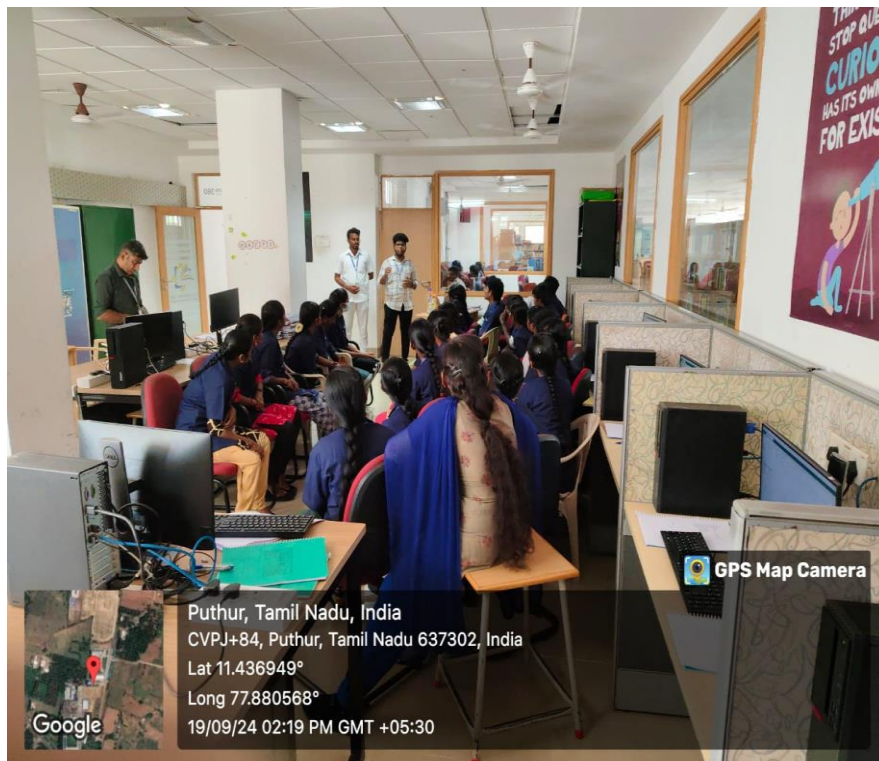 STOP QUE
CURIO
HAS ITS OWN
FOR EXIS
GPS Map Camera
Puthur, Tamil Nadu, India
CVPJ+84, Puthur, Tamil Nadu 637302, India
Lat 11.436949°
Long 77.880568°
19/09/24 02:19 PM GMT +05:30
Google